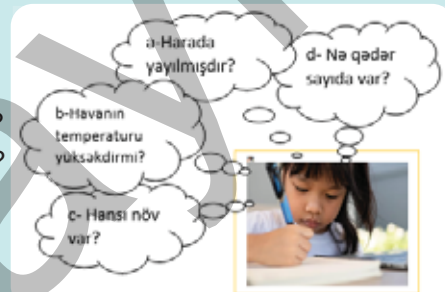 a-Harada
yayılmışdır?
d- Nə qədər
sayıda var?
b-Havanın
temperaturu
yüksəkdirmi?
c- Hansı növ
var?